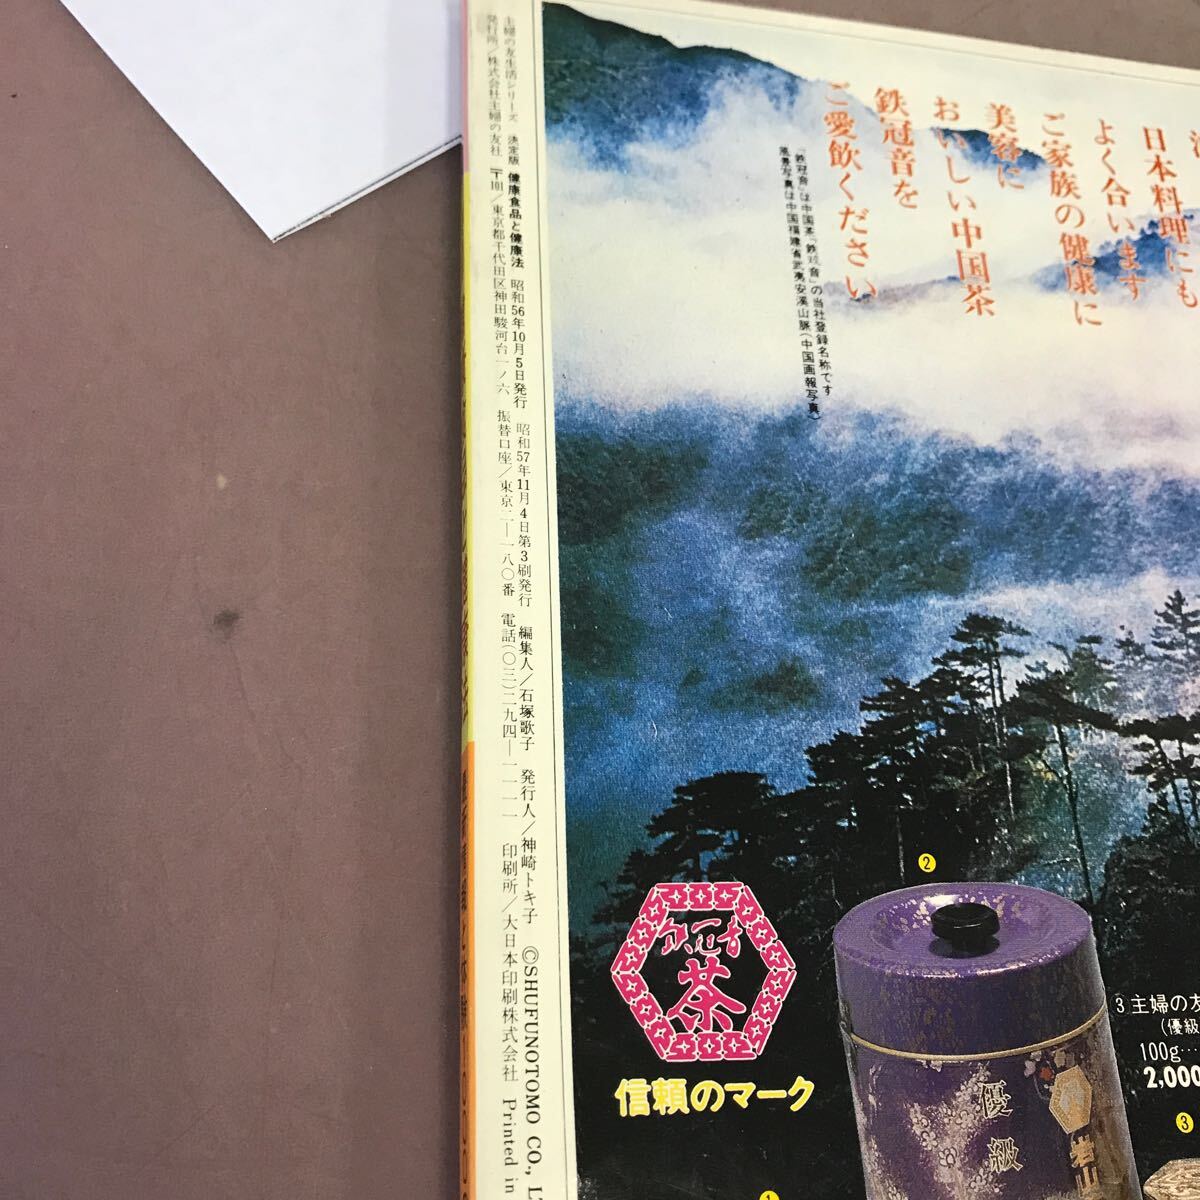 主婦の友生活シリーズ 決定版 健康食品と健康法 昭和56年10月5日発行 昭和57年11月4日第3刷発行 編集人/石塚歌子 発行人/神崎トキ子 ©SHUFUNOTOMO CO.,
発行所/株式会社主婦の友社 〒101/東京都千代田区神田駿河台一ノ六 振替口座/東京二―一八〇番 電話(〇三)二九四―一一一一 印刷所/大日本印刷株式会社 Printed in
日本料理にも
よく合います
ご家族の健康に
美容に
おいしい中国茶
鉄冠音を
ご愛飲ください
「鉄冠音」は中国茶「鉄観音」の当社登録名称です
風景写真は中国福建省武夷安溪山脈(中国画報写真)
鉄冠音
茶
信頼のマーク
2
優級
岩山
3 主婦の友
(優級
100g…
2,000
3
1